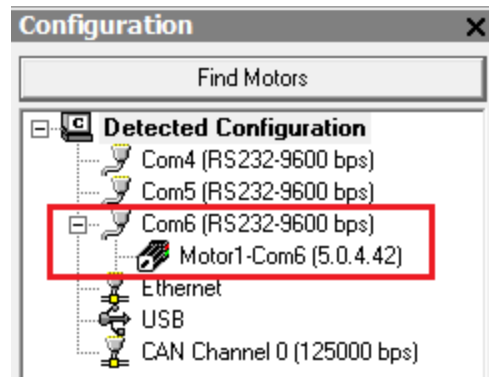 Configuration
Find Motors
Detected Configuration
Com4 (RS232-9600 bps)
Com5 (RS232-9600 bps)
Com6 (RS232-9600 bps)
Motor1-Com6 (5.0.4.42)
Ethernet
USB
CAN Channel 0 (125000 bps)